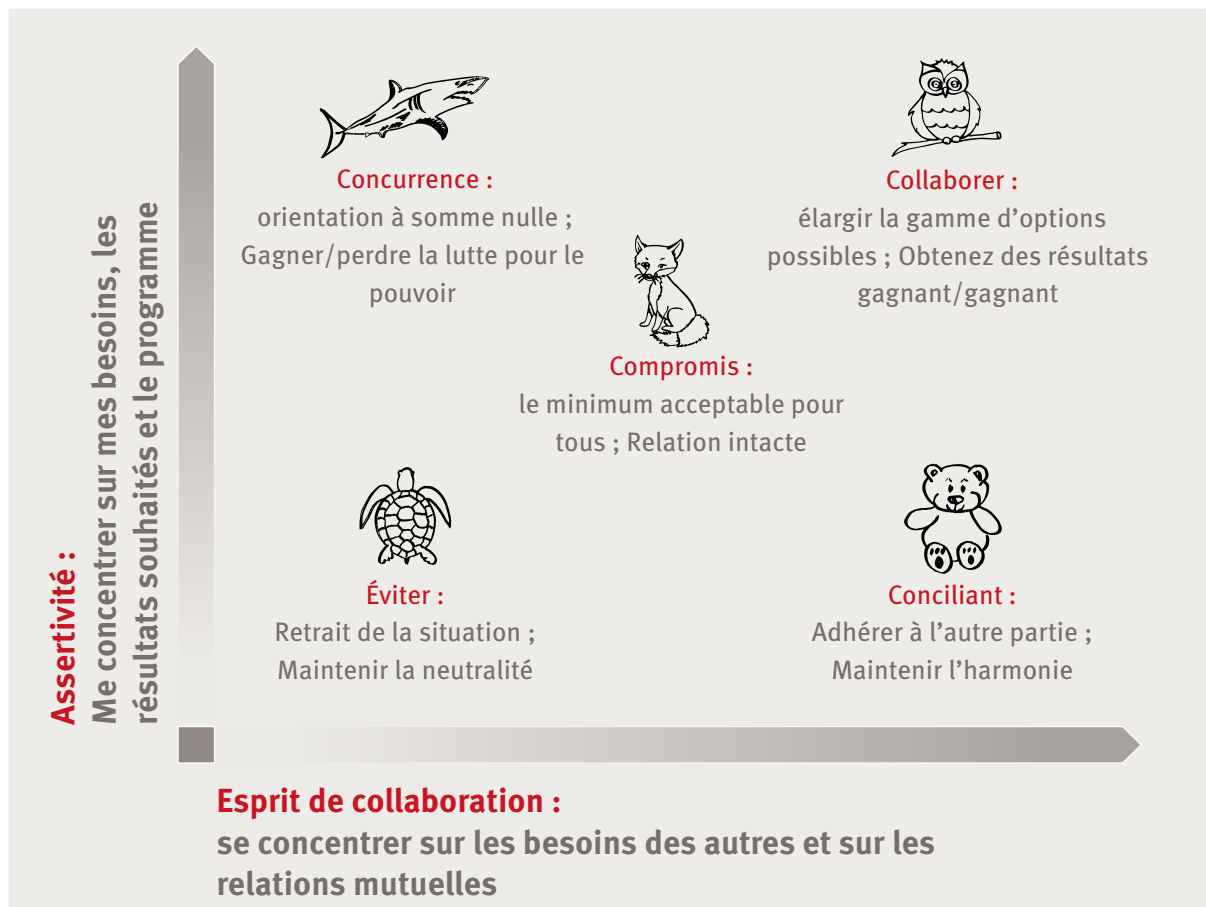 Assertivité :
Me concentrer sur mes besoins, les
résultats souhaités et le programme
Concurrence :
orientation à somme nulle ;
Gagner/perdre la lutte pour le
pouvoir
Collaborer :
élargir la gamme d’options
possibles ; Obtenez des résultats
gagnant/gagnant
Compromis :
le minimum acceptable pour
tous ; Relation intacte
Éviter :
Retrait de la situation ;
Maintenir la neutralité
Conciliant :
Adhérer à l’autre partie ;
Maintenir l’harmonie
Esprit de collaboration :
se concentrer sur les besoins des autres et sur les
relations mutuelles